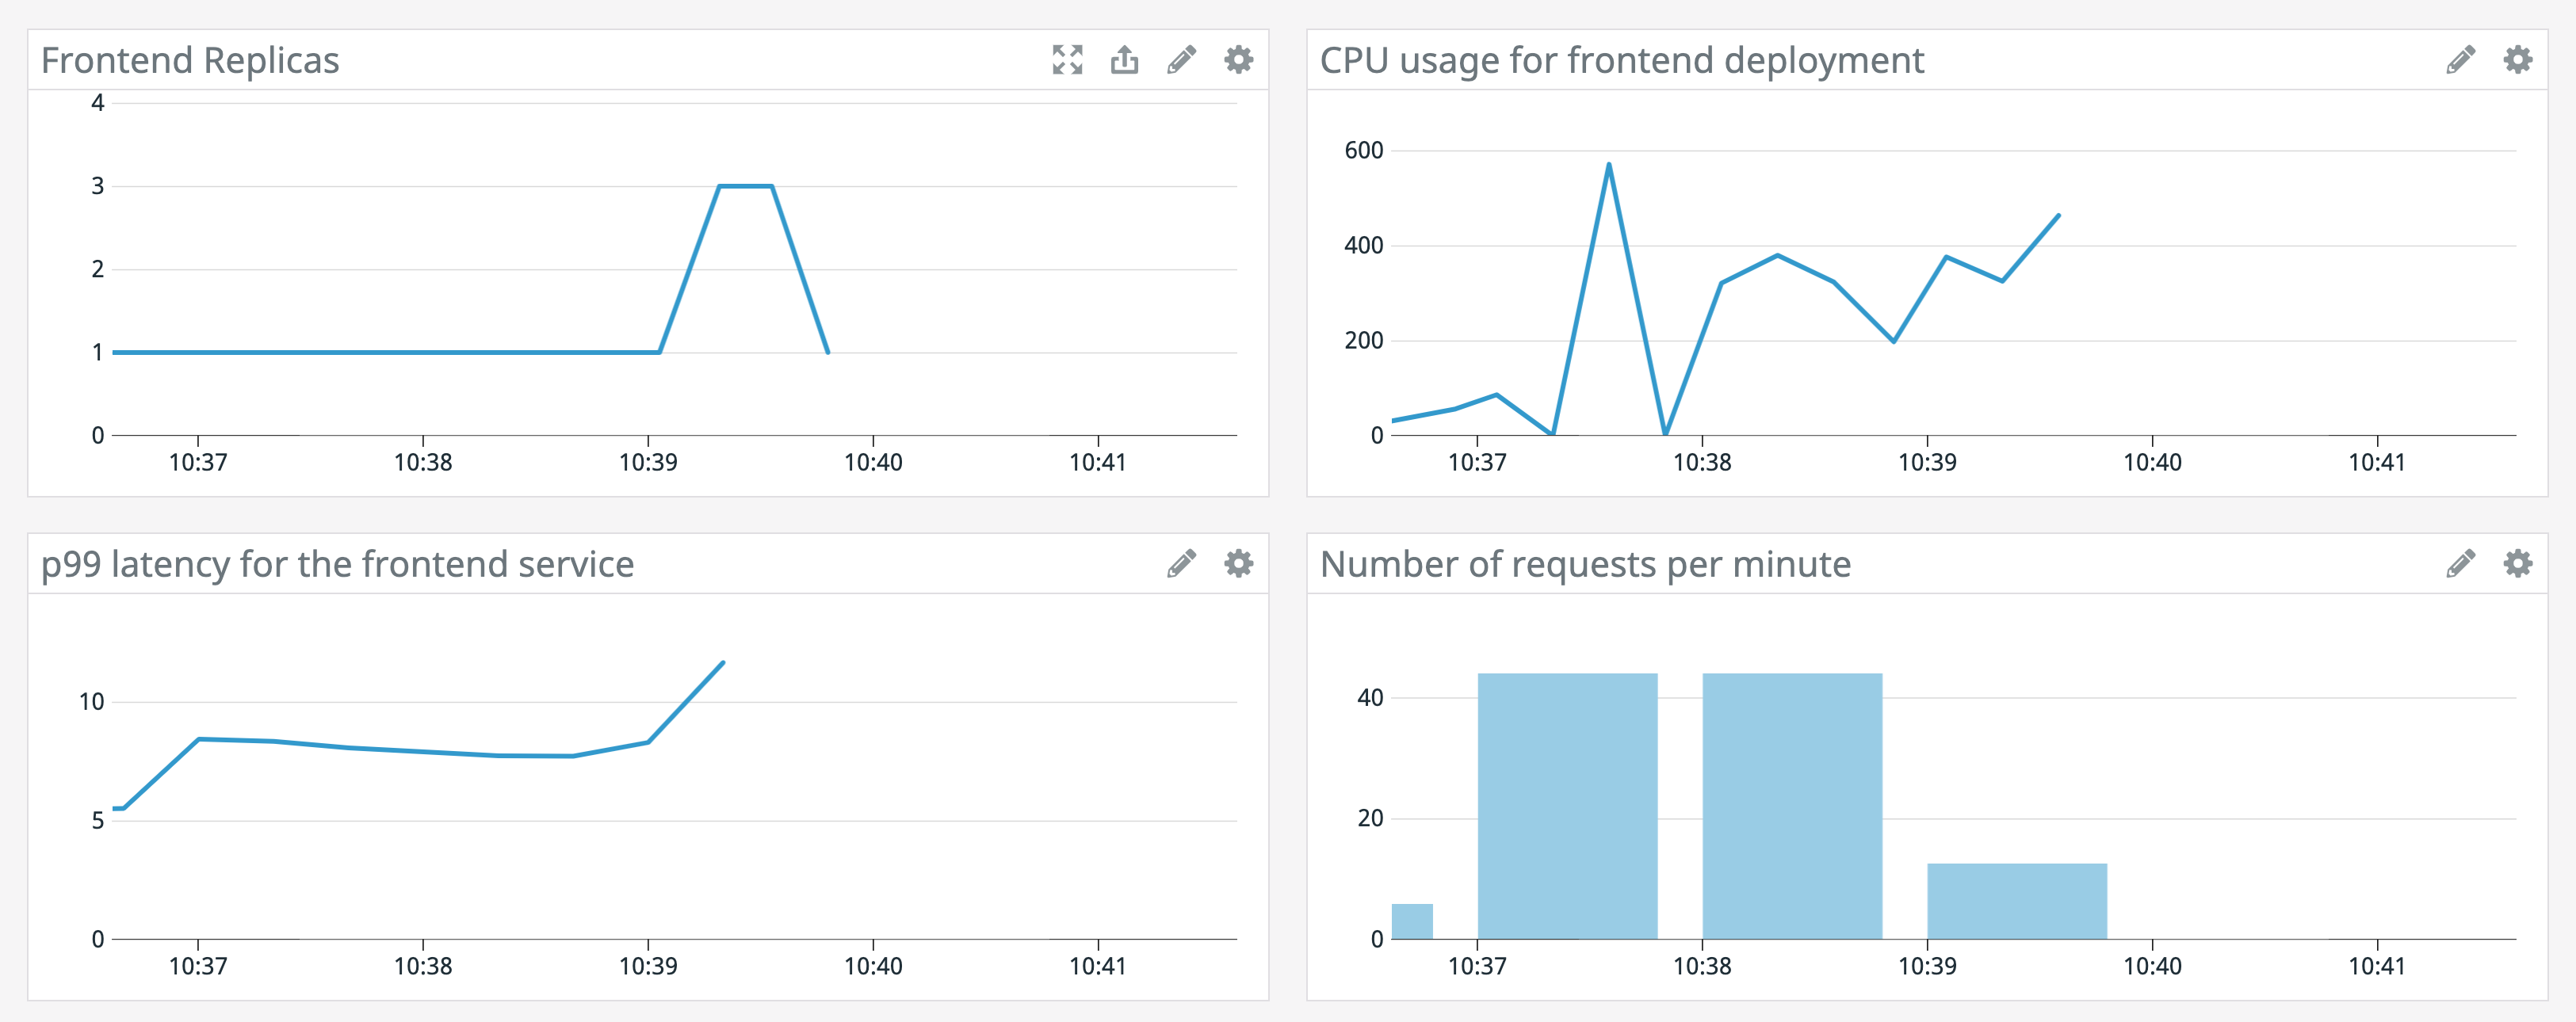 Frontend Replicas
4
3
2
1
0
10:37 10:38 10:39 10:40 10:41
CPU usage for frontend deployment
600
400
200
0
10:37 10:38 10:39 10:40 10:41
p99 latency for the frontend service
10
5
0
10:37 10:38 10:39 10:40 10:41
Number of requests per minute
40
20
0
10:37 10:38 10:39 10:40 10:41